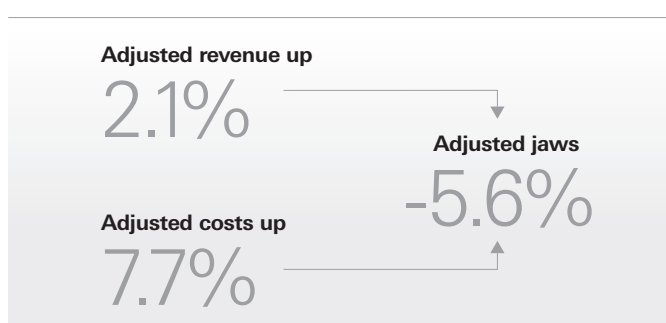 Adjusted revenue up
2.1%
Adjusted jaws
-5.6%
Adjusted costs up
7.7%